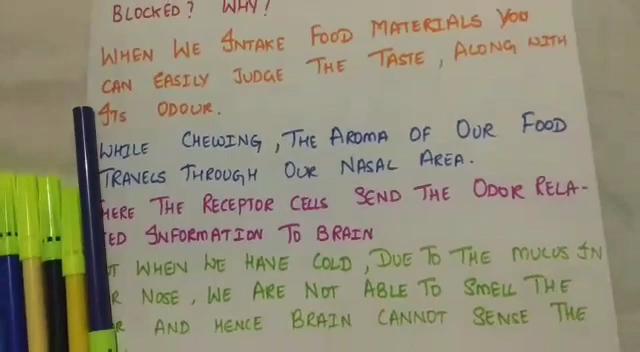 BLOCKED? WHY?
WHEN WE INTAKE FOOD MATERIALS YOU
CAN EASILY JUDGE THE TASTE, ALONG WITH
ITS ODOUR.
WHILE CHEWING, THE AROMA OF OUR FOOD
TRAVELS THROUGH OUR NASAL AREA.
HERE THE RECEPTOR CELLS SEND THE ODOR RELA-
TED INFORMATION TO BRAIN
WHEN WE HAVE COLD, DUE TO THE MUCUS IN
NOSE, WE ARE NOT ABLE TO SMELL THE
AND HENCE BRAIN CANNOT SENSE THE